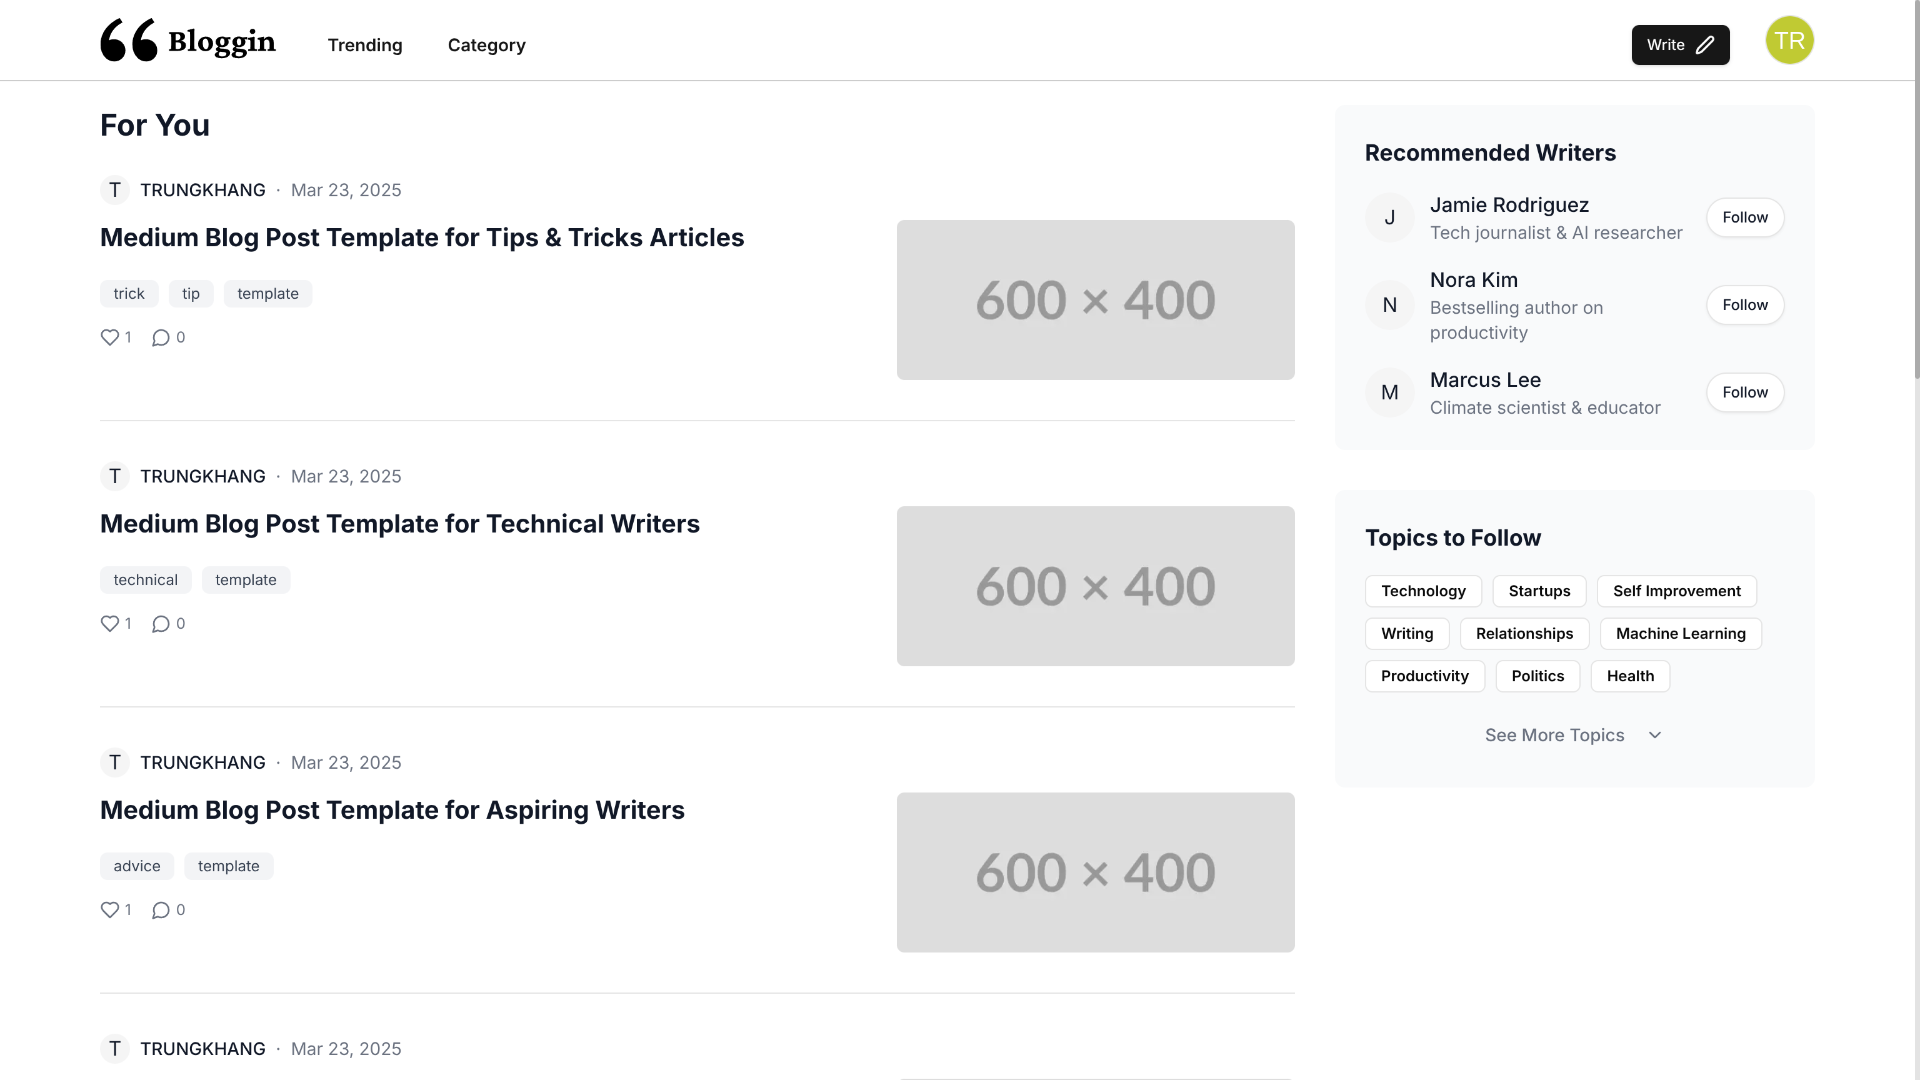 Bloggin
Trending
Category
Write
TR
For You
T TRUNGKHANG · Mar 23, 2025
Medium Blog Post Template for Tips & Tricks Articles
trick tip template
1 0
600 × 400
T TRUNGKHANG · Mar 23, 2025
Medium Blog Post Template for Technical Writers
technical template
1 0
600 × 400
T TRUNGKHANG · Mar 23, 2025
Medium Blog Post Template for Aspiring Writers
advice template
1 0
600 × 400
T TRUNGKHANG · Mar 23, 2025
Recommended Writers
J
Jamie Rodriguez
Tech journalist & AI researcher
Follow
N
Nora Kim
Bestselling author on
productivity
Follow
M
Marcus Lee
Climate scientist & educator
Follow
Topics to Follow
Technology Startups Self Improvement
Writing Relationships Machine Learning
Productivity Politics Health
See More Topics